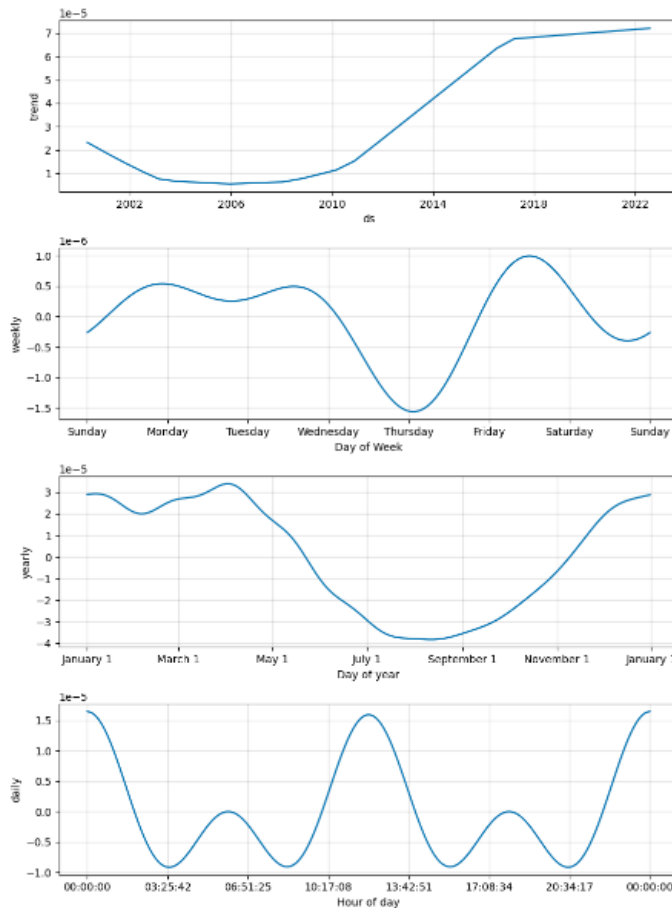 1e−5
7
6
5
4
3
2
1
trend
2002 2006 2010 2014 2018 2022
ds
1e−6
1.0
0.5
0.0
−0.5
−1.0
−1.5
weekly
Sunday Monday Tuesday Wednesday Thursday Friday Saturday Sunday
Day of Week
1e−5
3
2
1
0
−1
−2
−3
−4
yearly
January 1 March 1 May 1 July 1 September 1 November 1 January
Day of year
1e−5
1.5
1.0
0.5
0.0
−0.5
−1.0
daily
00:00:00 03:25:42 06:51:25 10:17:08 13:42:51 17:08:34 20:34:17 00:00:00
Hour of day